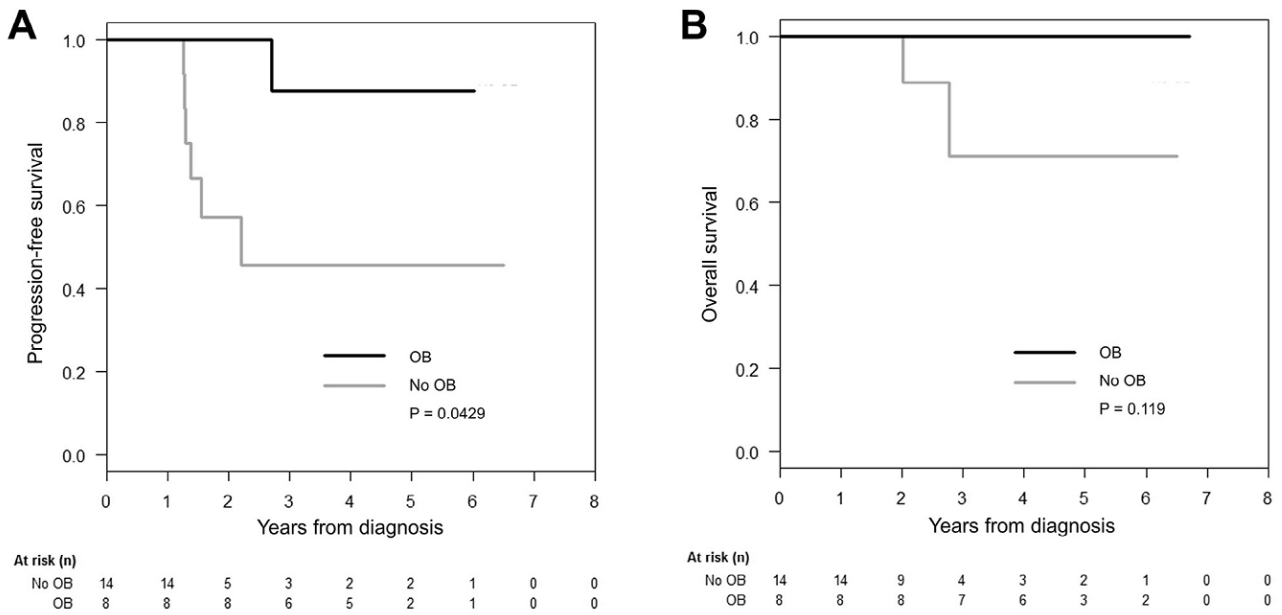 A
1.0
0.8
0.6
0.4
0.2
0.0
Progression-free survival
OB
No OB
P = 0.0429
0 1 2 3 4 5 6 7 8
Years from diagnosis
At risk (n)
No OB 14 14 5 3 2 2 1 0 0
OB 8 8 8 6 5 2 1 0 0
B
1.0
0.8
0.6
0.4
0.2
0.0
Overall survival
OB
No OB
P = 0.119
0 1 2 3 4 5 6 7 8
Years from diagnosis
At risk (n)
No OB 14 14 9 4 3 2 1 0 0
OB 8 8 8 7 6 3 2 0 0